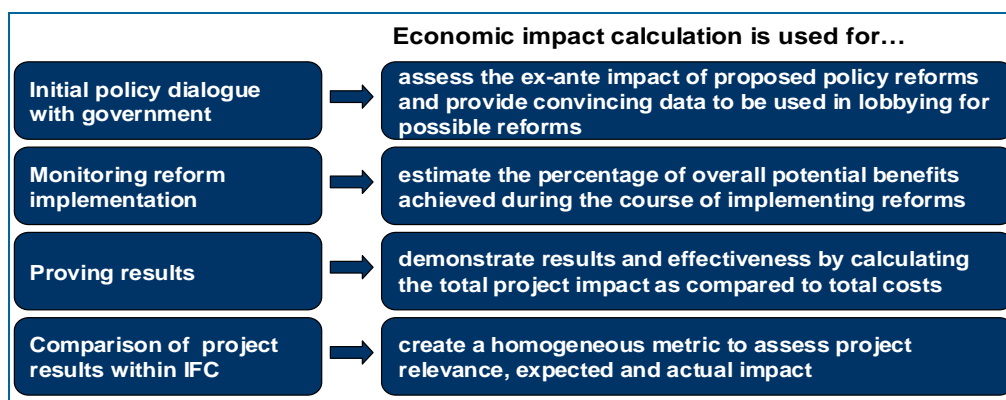 Economic impact calculation is used for…
Initial policy dialogue
with government
assess the ex-ante impact of proposed policy reforms
and provide convincing data to be used in lobbying for
possible reforms
Monitoring reform
implementation
estimate the percentage of overall potential benefits
achieved during the course of implementing reforms
Proving results
demonstrate results and effectiveness by calculating
the total project impact as compared to total costs
Comparison of project
results within IFC
create a homogeneous metric to assess project
relevance, expected and actual impact